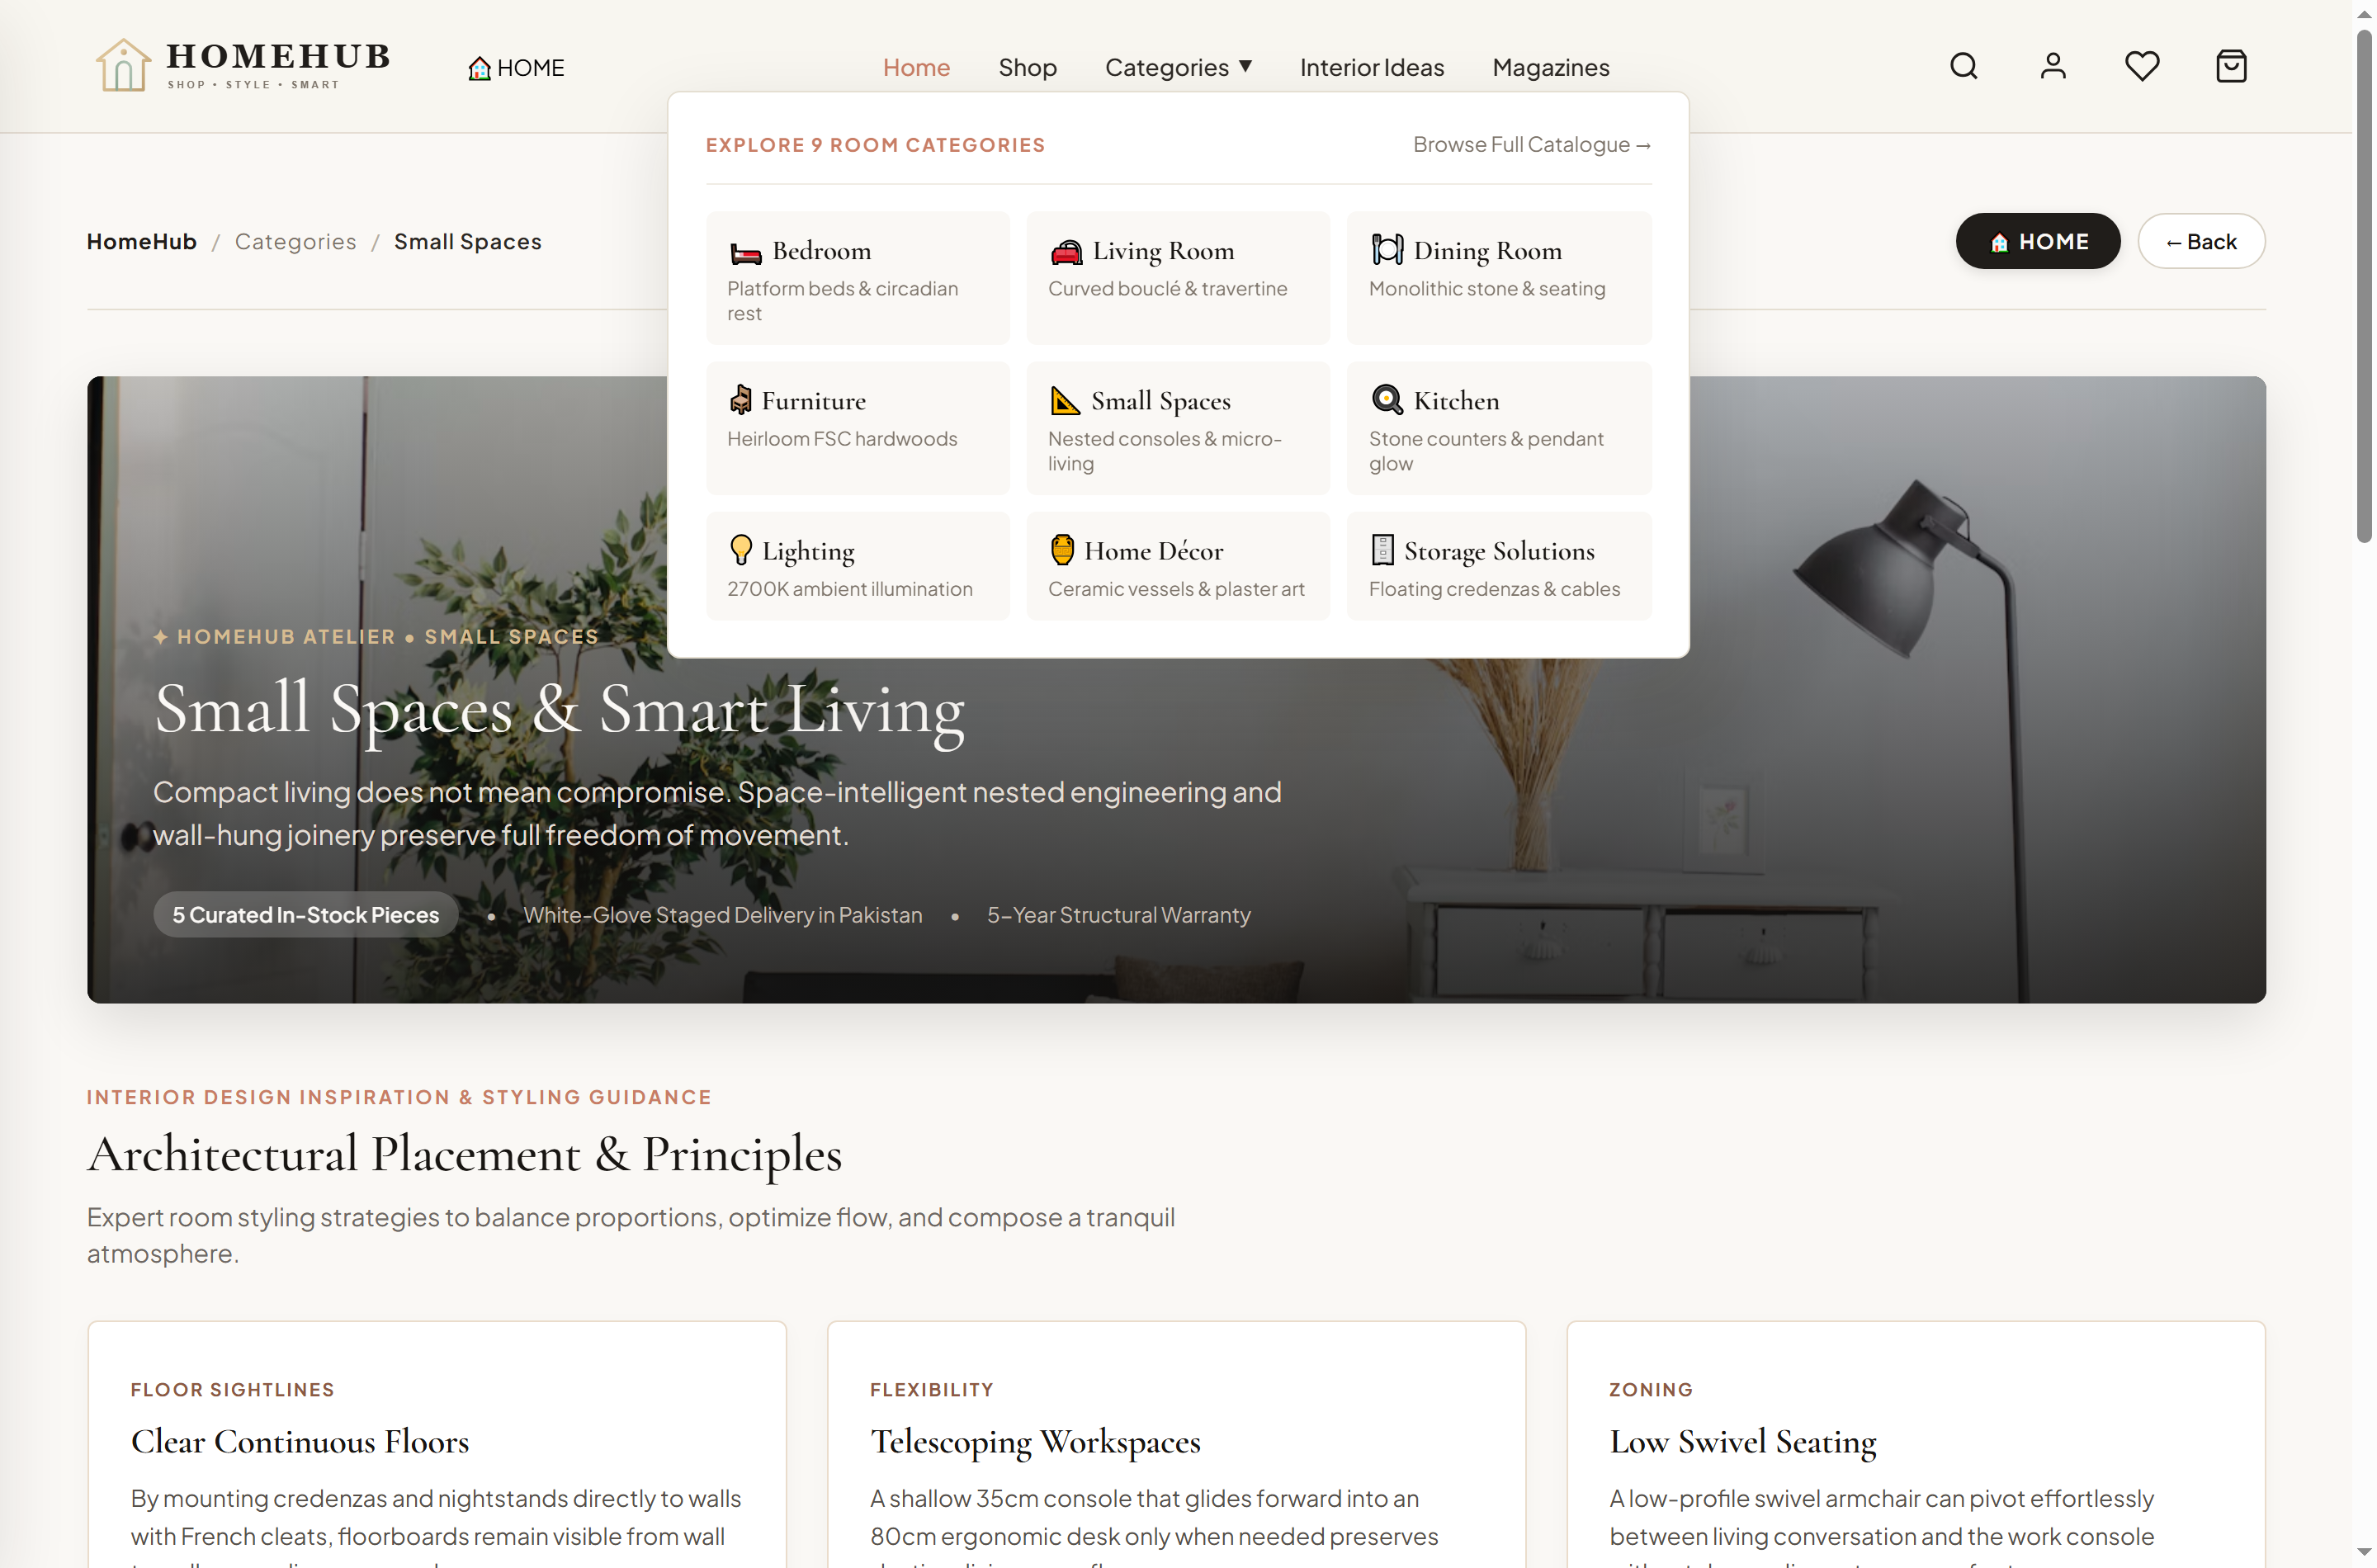 HOMEHUB
SHOP • STYLE • SMART
HOME
Home
Shop
Categories ▼
Interior Ideas
Magazines
EXPLORE 9 ROOM CATEGORIES
Browse Full Catalogue →
HomeHub / Categories / Small Spaces
HOME
← Back
Bedroom
Platform beds & circadian
rest
Living Room
Curved bouclé & travertine
Dining Room
Monolithic stone & seating
Furniture
Heirloom FSC hardwoods
Small Spaces
Nested consoles & micro-
living
Kitchen
Stone counters & pendant
glow
Lighting
2700K ambient illumination
Home Décor
Ceramic vessels & plaster art
Storage Solutions
Floating credenzas & cables
✦ HOMEHUB ATELIER • SMALL SPACES
Small Spaces & Smart Living
Compact living does not mean compromise. Space-intelligent nested engineering and
wall-hung joinery preserve full freedom of movement.
5 Curated In-Stock Pieces • White-Glove Staged Delivery in Pakistan • 5-Year Structural Warranty
INTERIOR DESIGN INSPIRATION & STYLING GUIDANCE
Architectural Placement & Principles
Expert room styling strategies to balance proportions, optimize flow, and compose a tranquil
atmosphere.
FLOOR SIGHTLINES
Clear Continuous Floors
By mounting credenzas and nightstands directly to walls
with French cleats, floorboards remain visible from wall
FLEXIBILITY
Telescoping Workspaces
A shallow 35cm console that glides forward into an
80cm ergonomic desk only when needed preserves
ZONING
Low Swivel Seating
A low-profile swivel armchair can pivot effortlessly
between living conversation and the work console